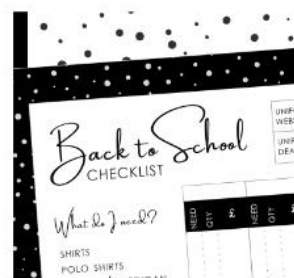 Back to School
CHECKLIST
What do I need?
NEED
QTY
£
NEED
QTY
£
SHIRTS
POLO SHIRTS